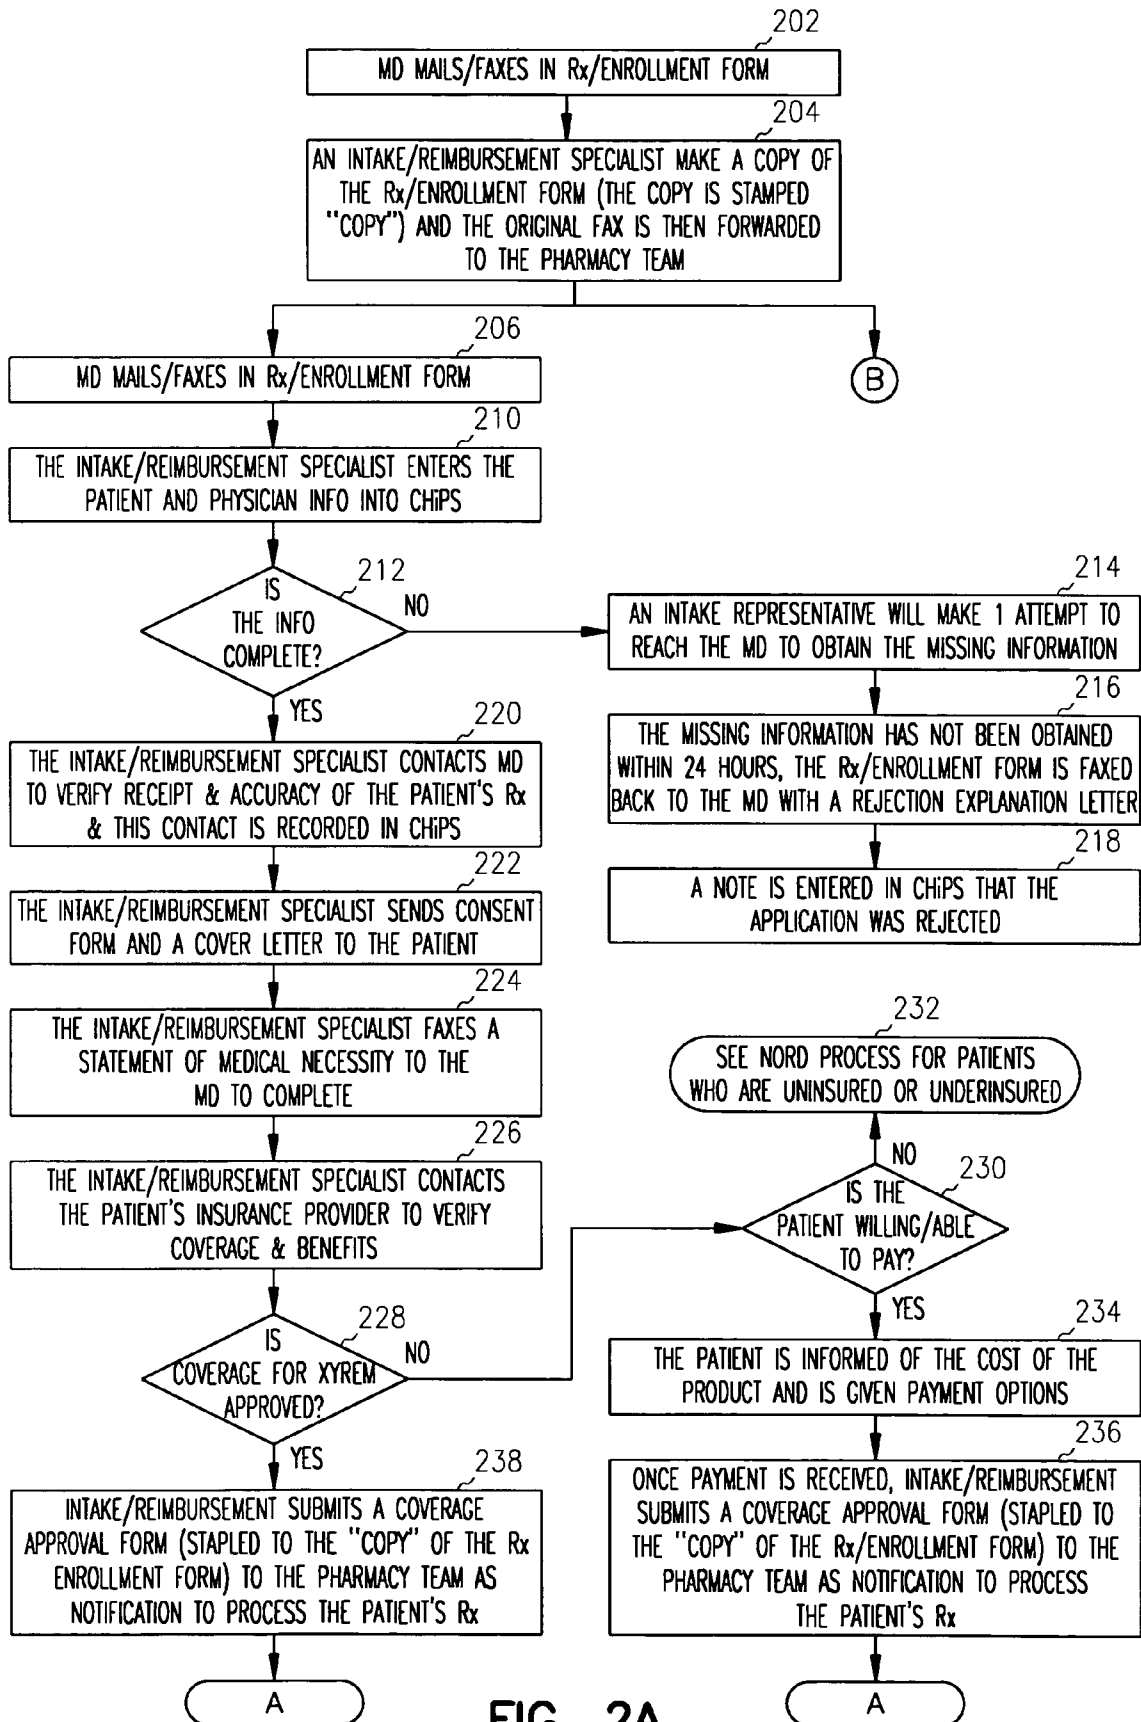 202
MD MAILS/FAXES IN Rx/ENROLLMENT FORM
204
AN INTAKE/REIMBURSEMENT SPECIALIST MAKE A COPY OF
THE Rx/ENROLLMENT FORM (THE COPY IS STAMPED
"COPY") AND THE ORIGINAL FAX IS THEN FORWARDED
TO THE PHARMACY TEAM
206
MD MAILS/FAXES IN Rx/ENROLLMENT FORM
B
210
THE INTAKE/REIMBURSEMENT SPECIALIST ENTERS THE
PATIENT AND PHYSICIAN INFO INTO CHiPS
212
IS
THE INFO
COMPLETE?
NO
YES
214
AN INTAKE REPRESENTATIVE WILL MAKE 1 ATTEMPT TO
REACH THE MD TO OBTAIN THE MISSING INFORMATION
216
THE MISSING INFORMATION HAS NOT BEEN OBTAINED
WITHIN 24 HOURS, THE Rx/ENROLLMENT FORM IS FAXED
BACK TO THE MD WITH A REJECTION EXPLANATION LETTER
218
A NOTE IS ENTERED IN CHiPS THAT THE
APPLICATION WAS REJECTED
220
THE INTAKE/REIMBURSEMENT SPECIALIST CONTACTS MD
TO VERIFY RECEIPT & ACCURACY OF THE PATIENT'S Rx
& THIS CONTACT IS RECORDED IN CHiPS
222
THE INTAKE/REIMBURSEMENT SPECIALIST SENDS CONSENT
FORM AND A COVER LETTER TO THE PATIENT
224
THE INTAKE/REIMBURSEMENT SPECIALIST FAXES A
STATEMENT OF MEDICAL NECESSITY TO THE
MD TO COMPLETE
226
THE INTAKE/REIMBURSEMENT SPECIALIST CONTACTS
THE PATIENT'S INSURANCE PROVIDER TO VERIFY
COVERAGE & BENEFITS
228
IS
COVERAGE FOR XYREM
APPROVED?
NO
YES
232
SEE NORD PROCESS FOR PATIENTS
WHO ARE UNINSURED OR UNDERINSURED
NO
230
IS THE
PATIENT WILLING/ABLE
TO PAY?
YES
234
THE PATIENT IS INFORMED OF THE COST OF THE
PRODUCT AND IS GIVEN PAYMENT OPTIONS
236
ONCE PAYMENT IS RECEIVED, INTAKE/REIMBURSEMENT
SUBMITS A COVERAGE APPROVAL FORM (STAPLED TO
THE "COPY" OF THE Rx/ENROLLMENT FORM) TO THE
PHARMACY TEAM AS NOTIFICATION TO PROCESS
THE PATIENT'S Rx
238
INTAKE/REIMBURSEMENT SUBMITS A COVERAGE
APPROVAL FORM (STAPLED TO THE "COPY" OF THE Rx
ENROLLMENT FORM) TO THE PHARMACY TEAM AS
NOTIFICATION TO PROCESS THE PATIENT'S Rx
A
A
FIG. 2A